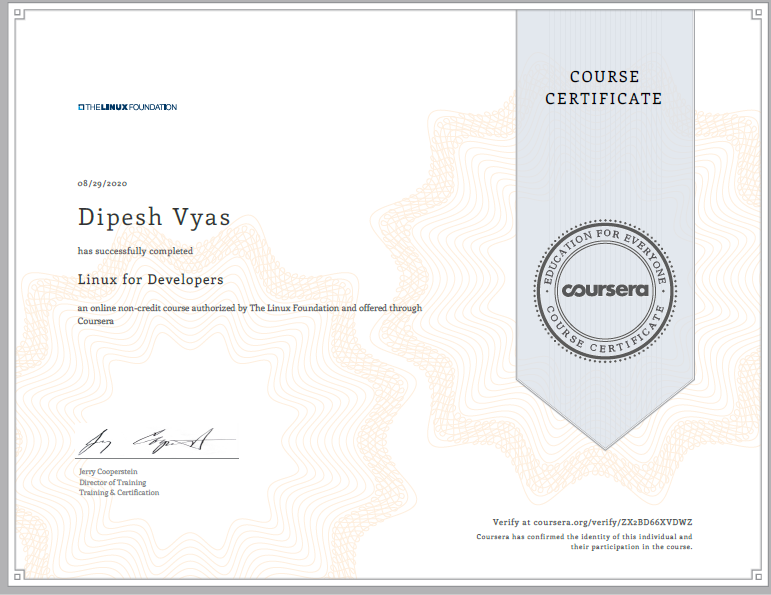 COURSE
CERTIFICATE
THE LINUX FOUNDATION
08/29/2020
Dipesh Vyas
has successfully completed
Linux for Developers
an online non-credit course authorized by The Linux Foundation and offered through
Coursera
EDUCATION FOR EVERYONE
coursera
COURSE CERTIFICATE
Jerry Cooperstein
Director of Training
Training & Certification
Verify at coursera.org/verify/ZX2BD66XVDWZ
Coursera has confirmed the identity of this individual and
their participation in the course.